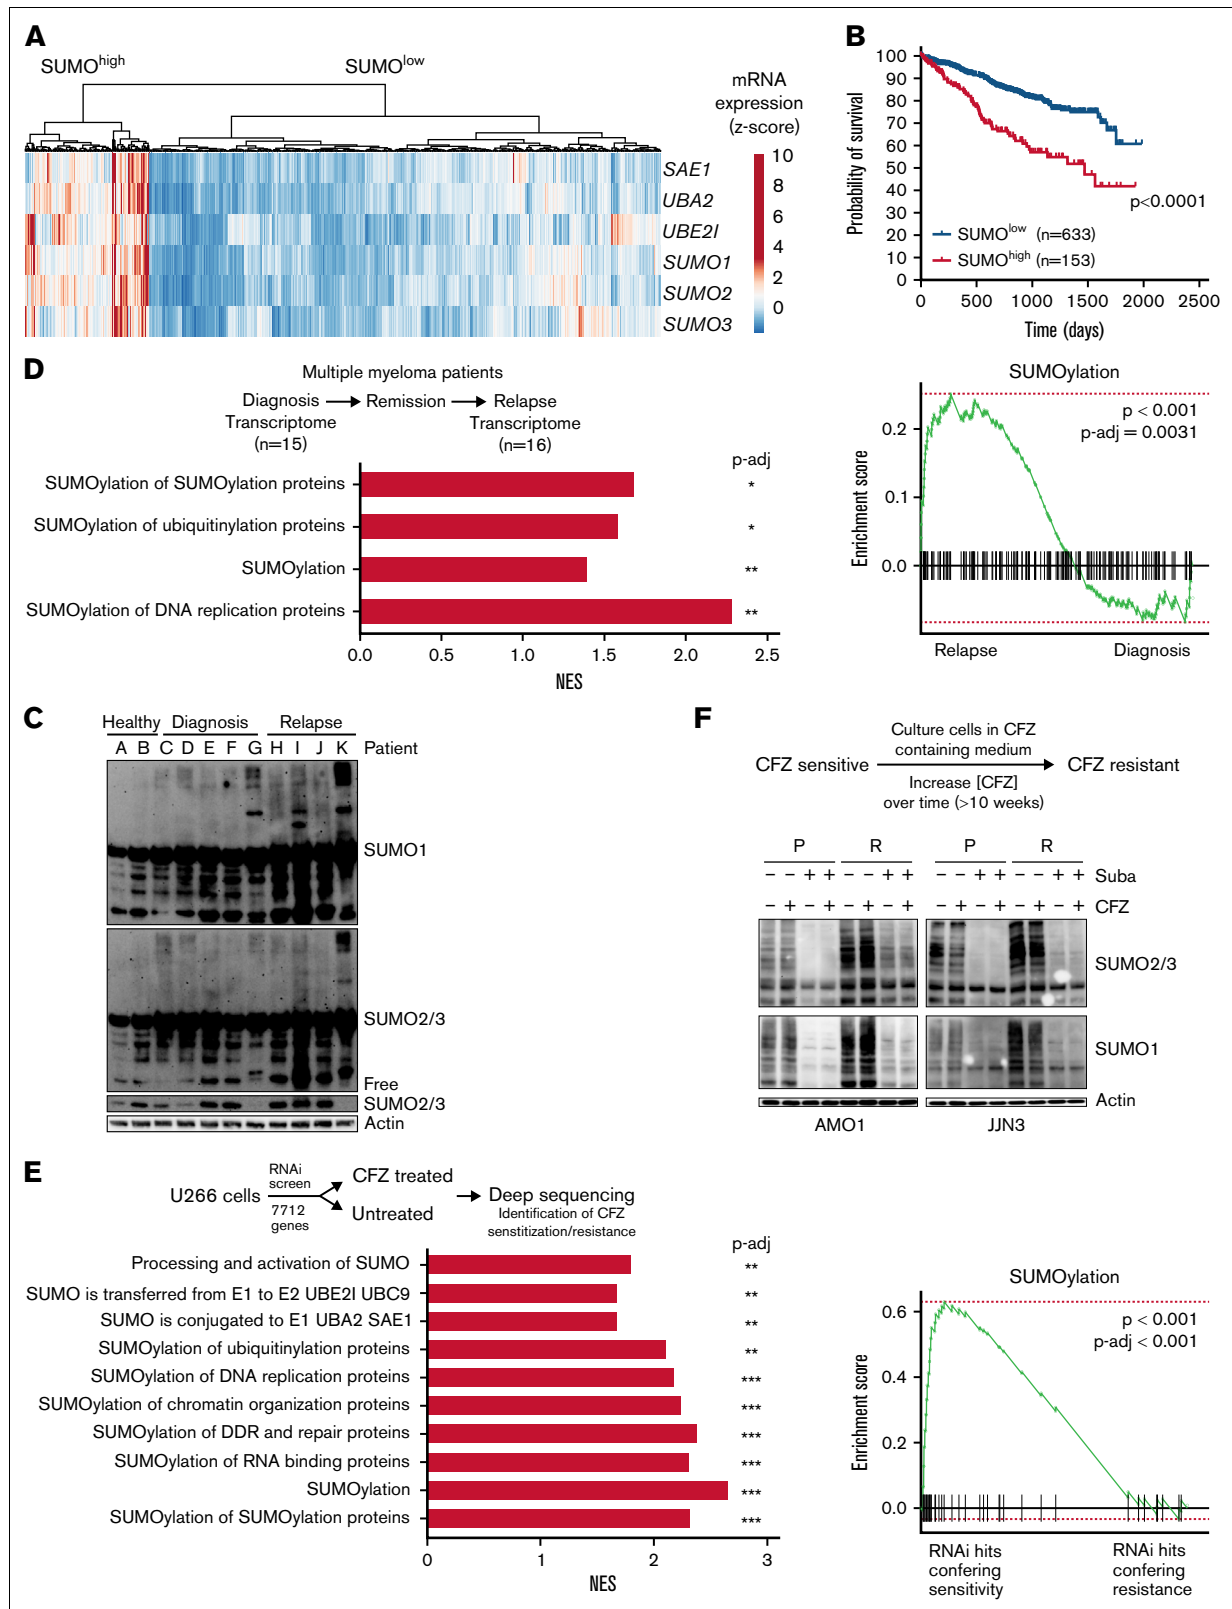 A
SUMOhigh
SUMOlow
mRNA
expression
(z-score)
10
8
6
4
2
0
SAE1
UBA2
UBE2I
SUMO1
SUMO2
SUMO3
B
Probability of survival
100
90
80
70
60
50
40
30
20
10
0
p<0.0001
SUMOlow (n=633)
SUMOhigh (n=153)
0
500
1000
1500
2000
2500
Time (days)
D
Multiple myeloma patients
Diagnosis
Transcriptome
(n=15)
Remission
Relapse
Transcriptome
(n=16)
p-adj
SUMOylation of SUMOylation proteins
*
SUMOylation of ubiquitinylation proteins
*
SUMOylation
**
SUMOylation of DNA replication proteins
**
0.0
0.5
1.0
1.5
2.0
2.5
NES
SUMOylation
p < 0.001
p-adj = 0.0031
Enrichment score
0.2
0.1
0.0
Relapse
Diagnosis
C
Healthy
Diagnosis
Relapse
A B C D E F G H I J K
Patient
SUMO1
SUMO2/3
Free
SUMO2/3
Actin
F
CFZ sensitive
Culture cells in CFZ
containing medium
Increase [CFZ]
over time (>10 weeks)
CFZ resistant
P
R
P
R
− − + + − − + + − − + + − − + +
Suba
− + − + − + − + − + − + − + − +
CFZ
SUMO2/3
SUMO1
Actin
AMO1
JJN3
E
U266 cells
RNAi
screen
7712
genes
CFZ treated
Untreated
Deep sequencing
Identification of CFZ
senstitization/resistance
p-adj
Processing and activation of SUMO
**
SUMO is transferred from E1 to E2 UBE2I UBC9
**
SUMO is conjugated to E1 UBA2 SAE1
**
SUMOylation of ubiquitinylation proteins
**
SUMOylation of DNA replication proteins
***
SUMOylation of chromatin organization proteins
***
SUMOylation of DDR and repair proteins
***
SUMOylation of RNA binding proteins
***
SUMOylation
***
SUMOylation of SUMOylation proteins
***
0
1
2
3
NES
SUMOylation
p < 0.001
p-adj < 0.001
Enrichment score
0.6
0.4
0.2
0.0
RNAi hits
confering
sensitivity
RNAi hits
confering
resistance